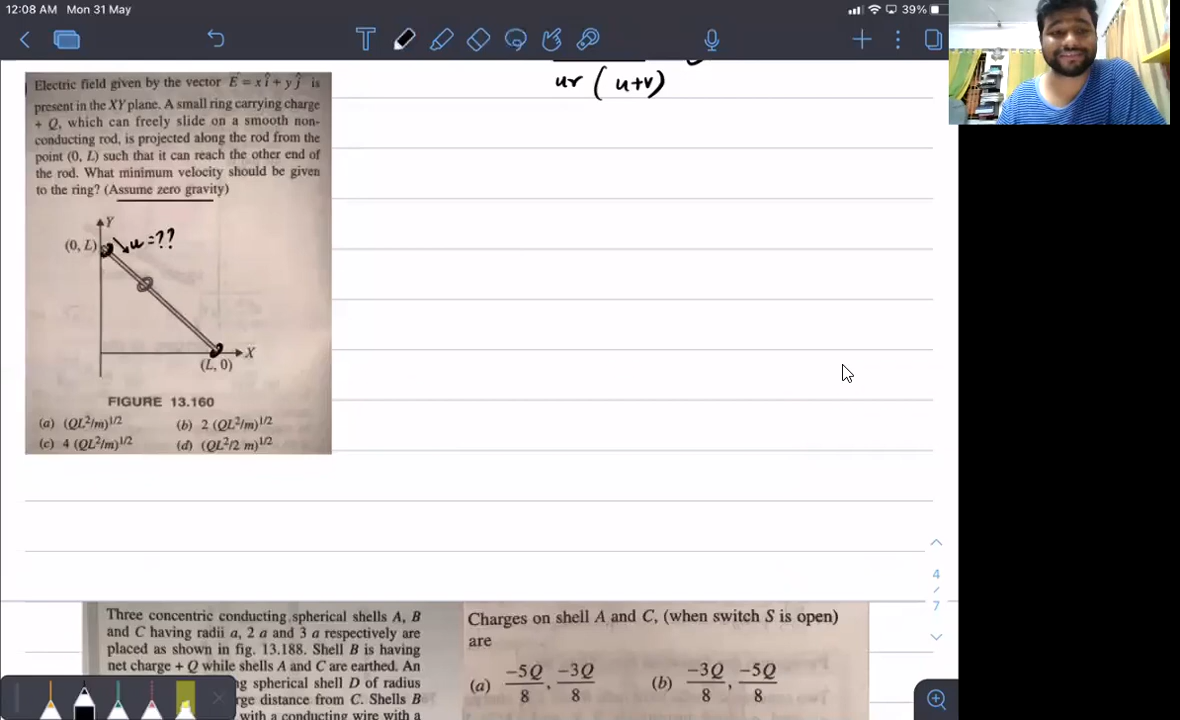 12:08 AM Mon 31 May
39%
ur ( u+v)
Electric field given by the vector E = x î + y ĵ is
present in the XY plane. A small ring carrying charge
+ Q, which can freely slide on a smooth non-
conducting rod, is projected along the rod from the
point (0, L) such that it can reach the other end of
the rod. What minimum velocity should be given
to the ring? (Assume zero gravity)
Y
(0, L) u =??
X
(L, 0)
FIGURE 13.160
(a) (QL²/m)^1/2 (b) 2 (QL²/m)^1/2
(c) 4 (QL²/m)^1/2 (d) (QL²/2 m)^1/2
4
/
7
Three concentric conducting spherical shells A, B
and C having radii a, 2 a and 3 a respectively are
placed as shown in fig. 13.188. Shell B is having
net charge + Q while shells A and C are earthed. An
ng spherical shell D of radius
rge distance from C. Shells B
with a conducting wire with a
Charges on shell A and C, (when switch S is open)
are
(a) -5Q/8, -3Q/8 (b) -3Q/8, -5Q/8